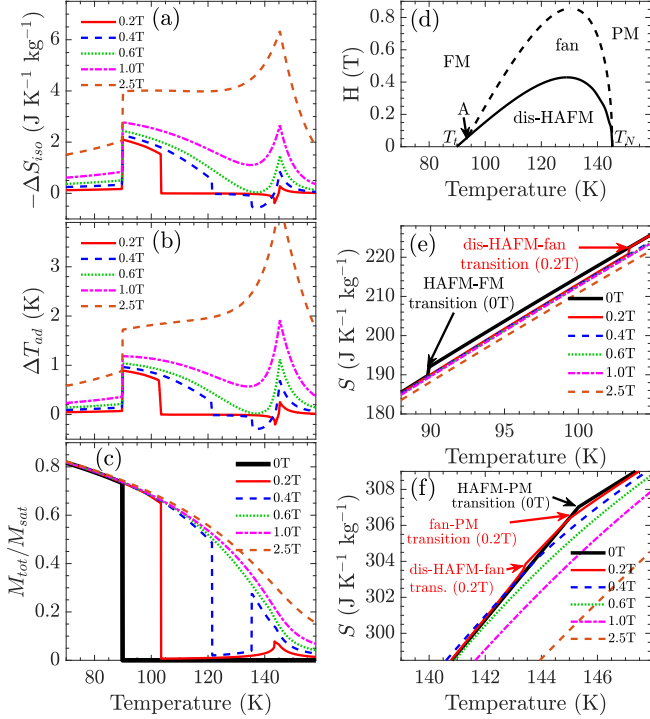 (a)
0.2T
0.4T
0.6T
1.0T
2.5T
−ΔS_iso (J K⁻¹ kg⁻¹)
6
4
2
0
(b)
0.2T
0.4T
0.6T
1.0T
2.5T
ΔT_ad (K)
3
2
1
0
(c)
0T
0.2T
0.4T
0.6T
1.0T
2.5T
M_tot/M_sat
0.8
0.6
0.4
0.2
0
80 100 120 140
Temperature (K)
(d)
H (T)
0.8
0.4
0
FM
fan
PM
A
dis-HAFM
T_t
T_N
80 100 120 140
Temperature (K)
(e)
S (J K⁻¹ kg⁻¹)
220
210
200
190
180
dis-HAFM-fan
transition (0.2T)
HAFM-FM
transition (0T)
0T
0.2T
0.4T
0.6T
1.0T
2.5T
90 95 100
Temperature (K)
(f)
S (J K⁻¹ kg⁻¹)
308
306
304
302
300
HAFM-PM
transition (0T)
fan-PM
transition (0.2T)
dis-HAFM-fan
trans. (0.2T)
0T
0.2T
0.4T
0.6T
1.0T
2.5T
140 142 144 146
Temperature (K)